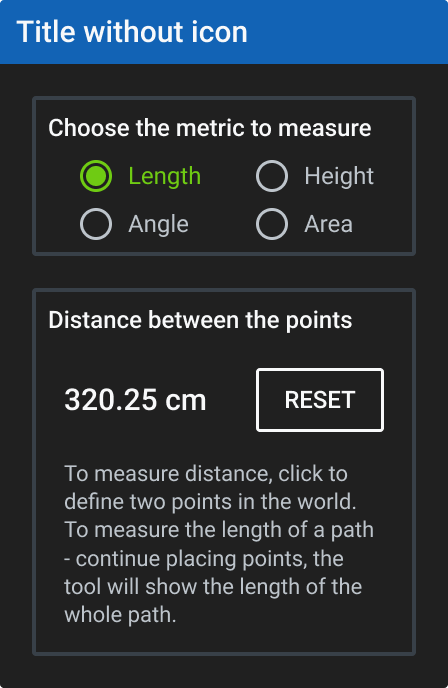 Title without icon
Choose the metric to measure
Length
Height
Angle
Area
Distance between the points
320.25 cm
RESET
To measure distance, click to
define two points in the world.
To measure the length of a path
- continue placing points, the
tool will show the length of the
whole path.